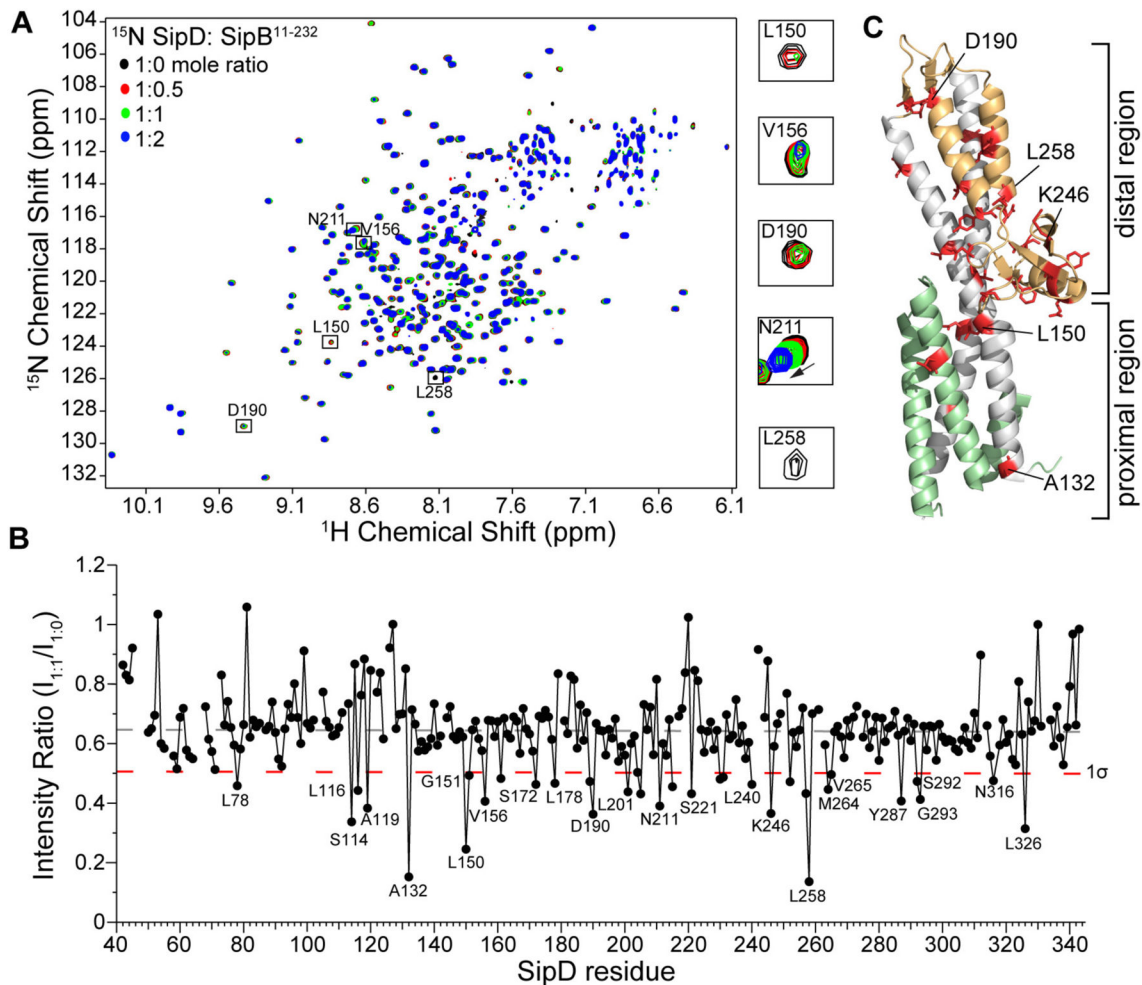 A
15N SipD: SipB11-232
1:0 mole ratio
1:0.5
1:1
1:2
104
106
108
110
112
114
116
118
120
122
124
126
128
130
132
15N Chemical Shift (ppm)
N211
V156
L150
L258
D190
10.1 9.6 9.1 8.6 8.1 7.6 7.1 6.6 6.1
1H Chemical Shift (ppm)
L150
V156
D190
N211
L258
C
D190
L258
K246
L150
A132
distal region
proximal region
B
Intensity Ratio (I1:1/I1:0)
1.2
1
0.8
0.6
0.4
0.2
0
1σ
L78
L116
S114
A119
A132
G151
V156
L150
S172
L178
D190
L201
N211
S221
L240
K246
L258
M264
V265
Y287
S292
G293
N316
L326
40 60 80 100 120 140 160 180 200 220 240 260 280 300 320 340
SipD residue